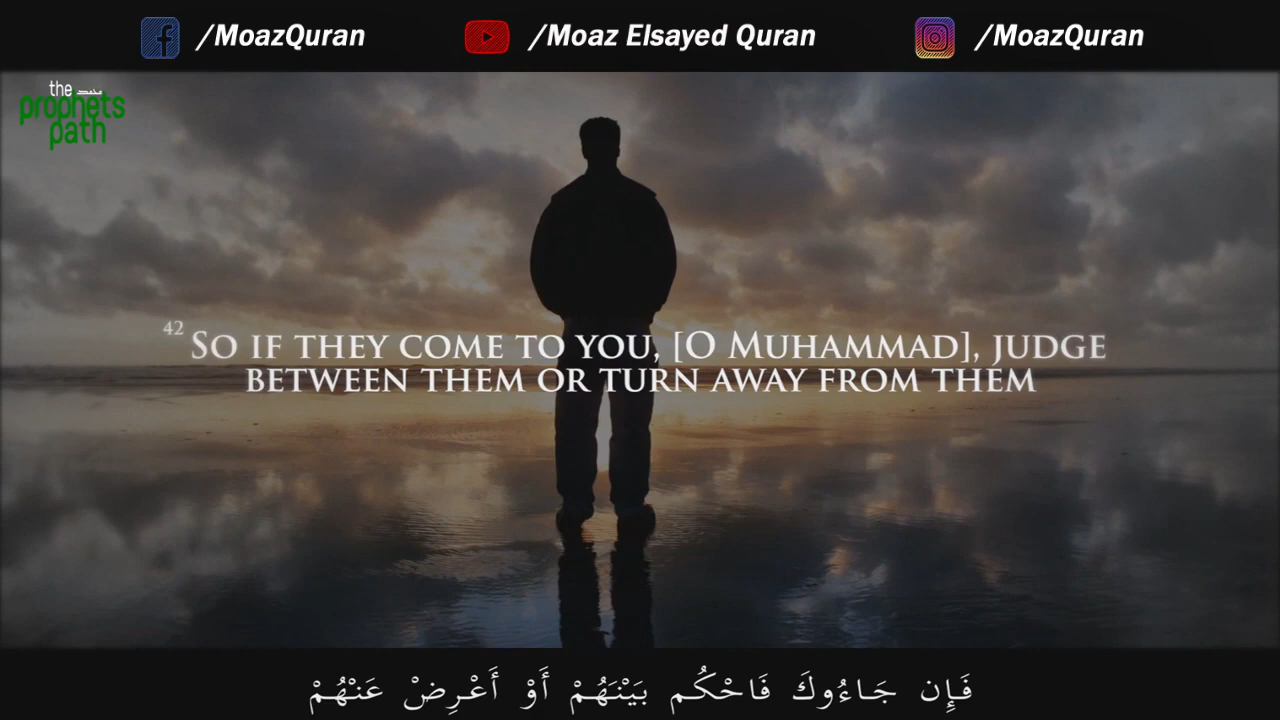 /MoazQuran
/Moaz Elsayed Quran
/MoazQuran
the محمد
prophets
path
42 So if they come to you, [O Muhammad], judge
between them or turn away from them
فَإِن جَاءُوكَ فَاحْكُم بَيْنَهُمْ أَوْ أَعْرِضْ عَنْهُمْ